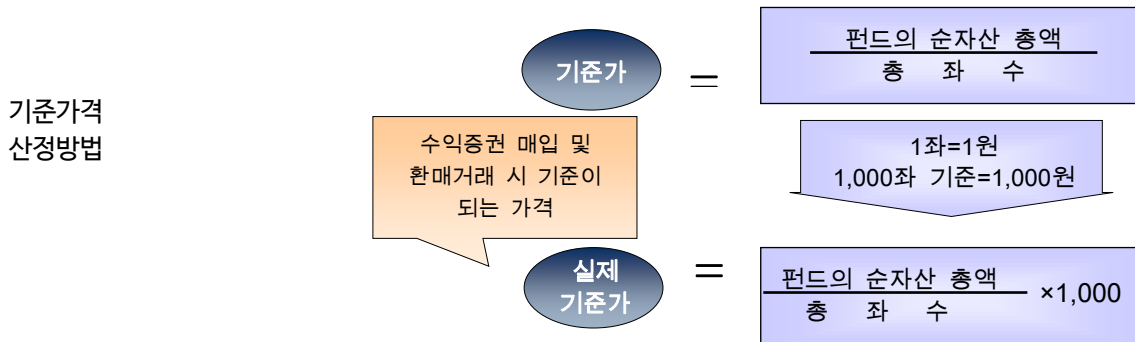 기준가격
산정방법
기준가
=
펀드의 순자산 총액
총 좌 수
수익증권 매입 및
환매거래 시 기준이
되는 가격
1좌=1원
1,000좌 기준=1,000원
실제
기준가
=
펀드의 순자산 총액
총 좌 수
×1,000